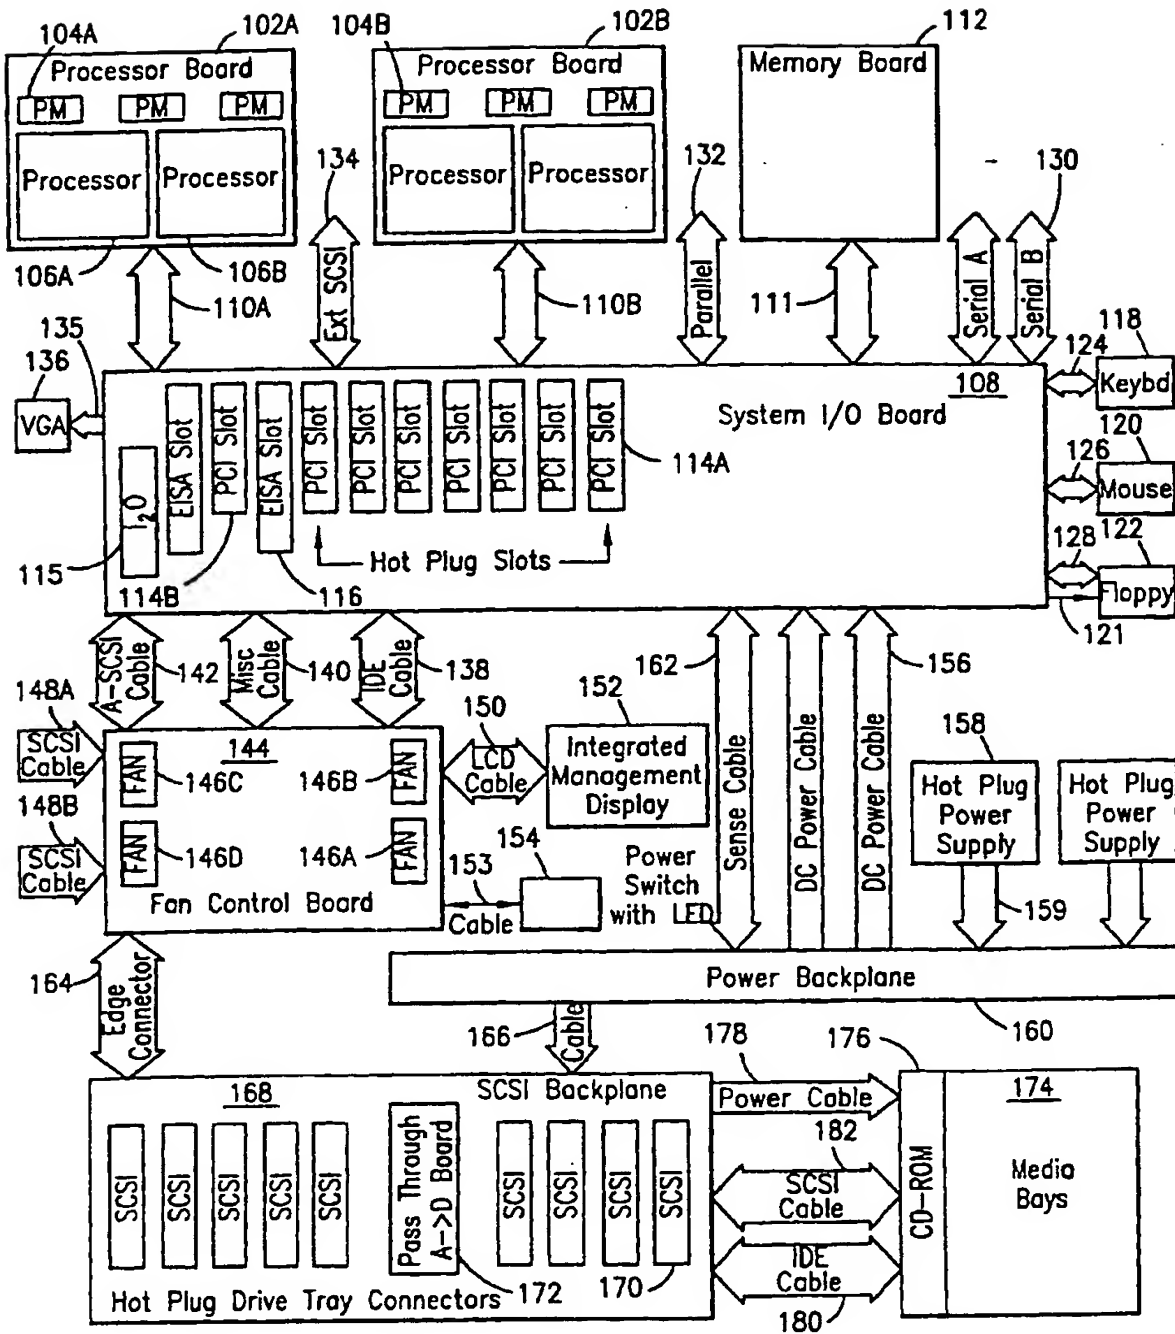 104A
102A
104B
102B
112
Processor Board
Processor Board
Memory Board
PM
PM
PM
PM
PM
PM
Processor
Processor
Processor
Processor
134
132
130
106A
106B
110A
Ext SCSI
110B
Parallel
111
Serial A
Serial B
135
136
VGA
124
118
Keybd
108
System I/O Board
EISA Slot
PCI Slot
EISA Slot
PCI Slot
PCI Slot
PCI Slot
PCI Slot
PCI Slot
PCI Slot
PCI Slot
114A
120
126
Mouse
I2O
115
114B
116
Hot Plug Slots
128
122
Floppy
121
A-SCSI
Cable
142
Misc
Cable
140
IDE
Cable
138
162
156
148A
SCSI
Cable
144
FAN
146C
146B
FAN
150
LCD
Cable
152
Integrated
Management
Display
158
Hot Plug
Power
Supply
Hot Plug
Power
Supply
148B
SCSI
Cable
FAN
146D
146A
FAN
Fan Control Board
153
Cable
154
Power
Switch
with LED
Sense Cable
DC Power Cable
DC Power Cable
159
164
Edge
Connector
Power Backplane
160
166
Cable
178
176
168
SCSI Backplane
Power Cable
174
SCSI
SCSI
SCSI
SCSI
SCSI
Pass Through
A->D Board
SCSI
SCSI
SCSI
SCSI
182
SCSI
Cable
CD-ROM
Media
Bays
IDE
Cable
172
170
180
Hot Plug Drive Tray Connectors